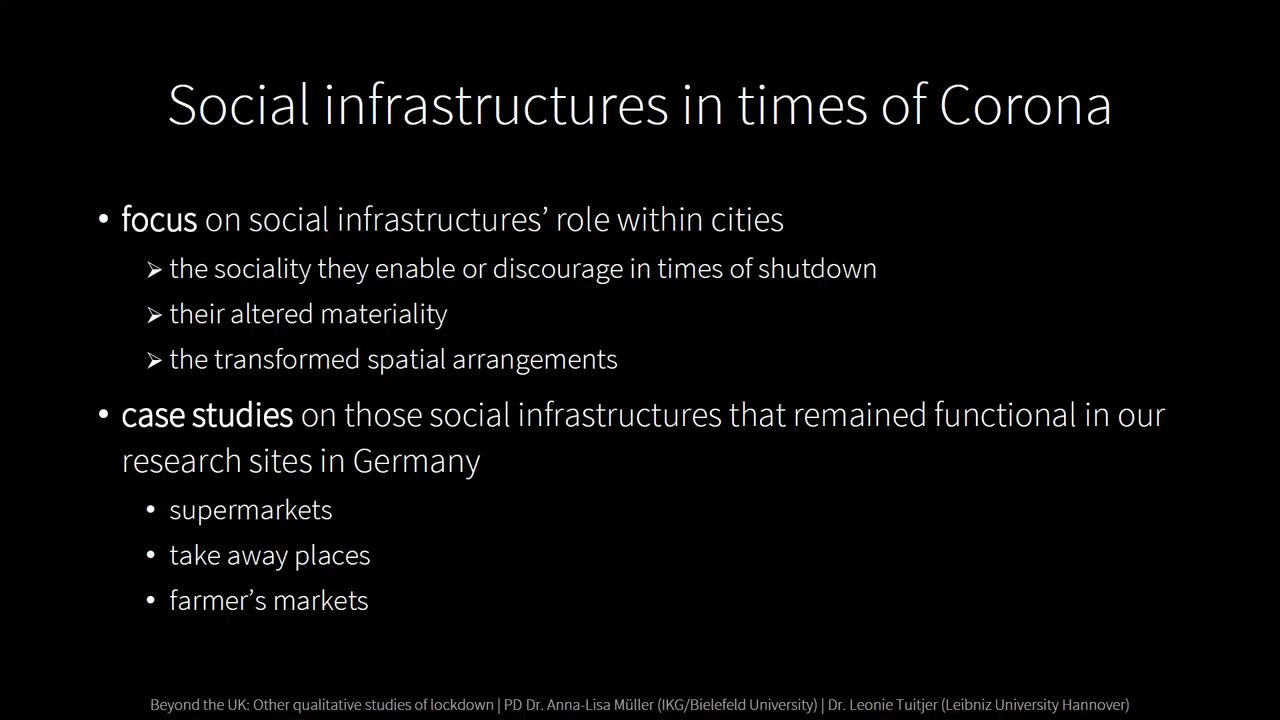 Social infrastructures in times of Corona
• focus on social infrastructures’ role within cities
➢ the sociality they enable or discourage in times of shutdown
➢ their altered materiality
➢ the transformed spatial arrangements
• case studies on those social infrastructures that remained functional in our
research sites in Germany
• supermarkets
• take away places
• farmer’s markets
Beyond the UK: Other qualitative studies of lockdown | PD Dr. Anna-Lisa Müller (IKG/Bielefeld University) | Dr. Leonie Tuitjer (Leibniz University Hannover)